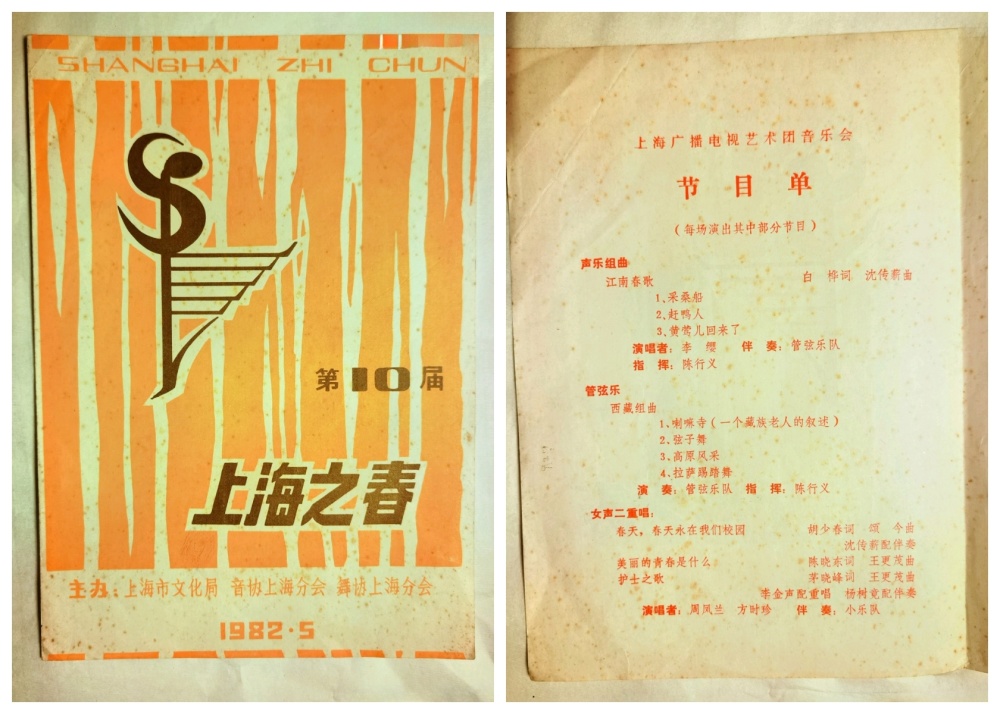 SHANGHAI ZHI CHUN
第10届
上海之春
主办：上海市文化局 音协上海分会 舞协上海分会
1982·5
上海广播电视艺术团音乐会
节目单
（每场演出其中部分节目）
声乐组曲
江南春歌 白桦词 沈传薪曲
1、采桑船
2、赶鸭人
3、黄莺儿回来了
演唱者：李缨 伴奏：管弦乐队
指挥：陈行义
管弦乐
西藏组曲
1、喇嘛寺（一个藏族老人的叙述）
2、弦子舞
3、高原风采
4、拉萨踢踏舞
演奏：管弦乐队 指挥：陈行义
女声二重唱：
春天，春天永在我们校园 胡少春词 颂今曲
沈传薪配伴奏
美丽的青春是什么 陈晓东词 王更茂曲
护士之歌 茅晓峰词 王更茂曲
李金声配重唱 杨树竟配伴奏
演唱者：周凤兰 方时珍 伴奏：小乐队